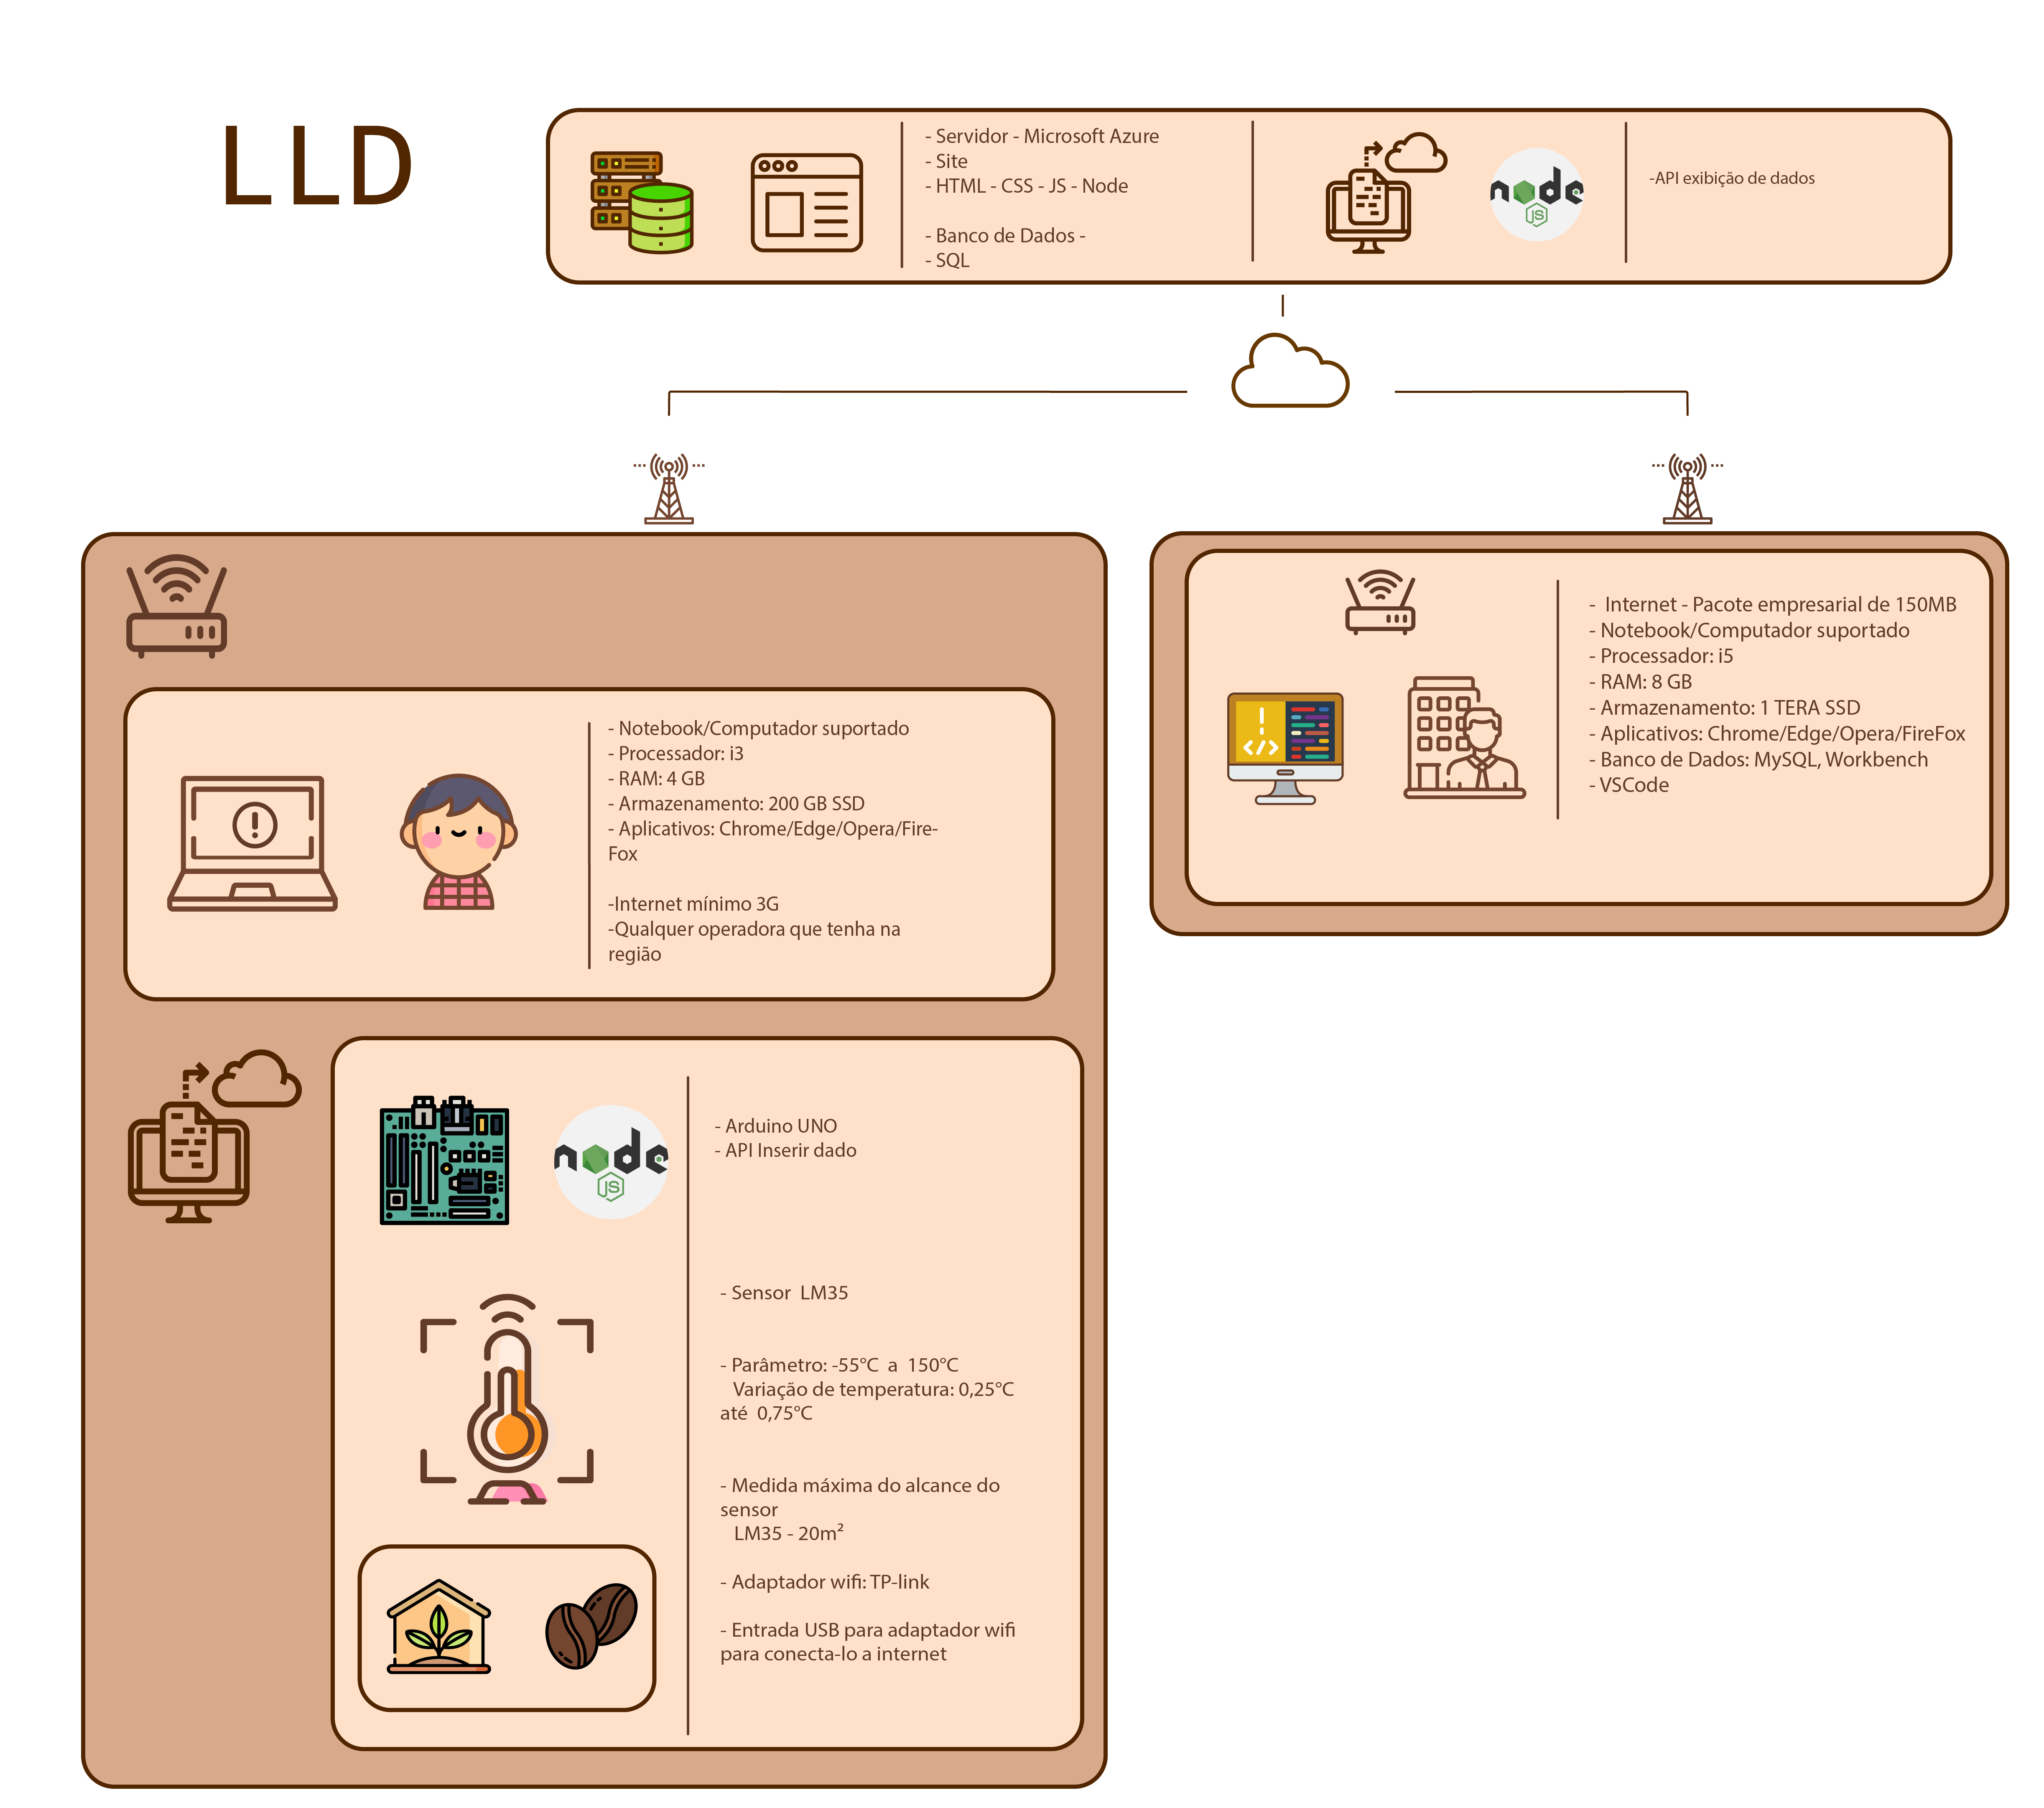 LLD
- Servidor - Microsoft Azure
- Site
- HTML - CSS - JS - Node
- Banco de Dados -
- SQL
node
JS
-API exibição de dados
- Notebook/Computador suportado
- Processador: i3
- RAM: 4 GB
- Armazenamento: 200 GB SSD
- Aplicativos: Chrome/Edge/Opera/Fire-
Fox
-Internet mínimo 3G
-Qualquer operadora que tenha na
região
- Internet - Pacote empresarial de 150MB
- Notebook/Computador suportado
- Processador: i5
- RAM: 8 GB
- Armazenamento: 1 TERA SSD
- Aplicativos: Chrome/Edge/Opera/FireFox
- Banco de Dados: MySQL, Workbench
- VSCode
node
JS
- Arduino UNO
- API Inserir dado
- Sensor LM35
- Parâmetro: -55°C a 150°C
Variação de temperatura: 0,25°C
até 0,75°C
- Medida máxima do alcance do
sensor
LM35 - 20m²
- Adaptador wifi: TP-link
- Entrada USB para adaptador wifi
para conecta-lo a internet